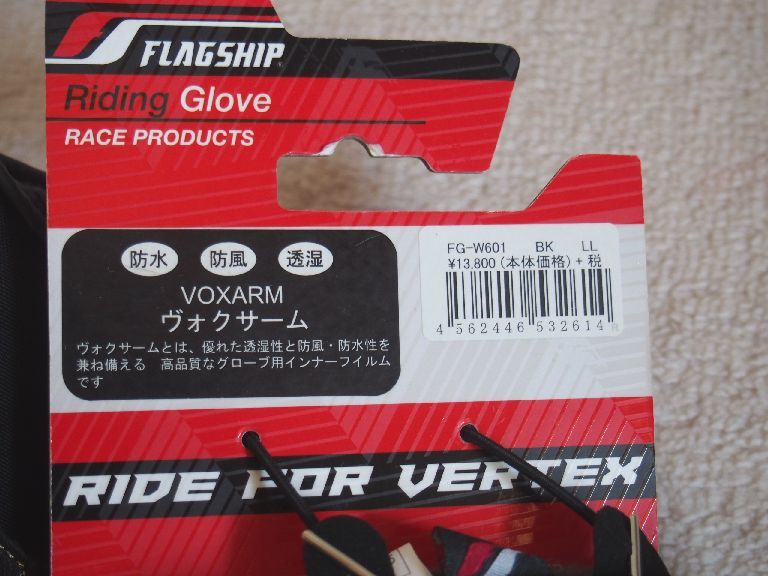 FLAGSHIP
Riding Glove
RACE PRODUCTS
防水 防風 透湿
VOXARM
ヴォクサーム
ヴォクサームとは、優れた透湿性と防風・防水性を
兼ね備える 高品質なグローブ用インナーフイルム
です
FG-W601 BK LL
¥13,800(本体価格)+税
4 562446 532614
RIDE FOR VERTEX